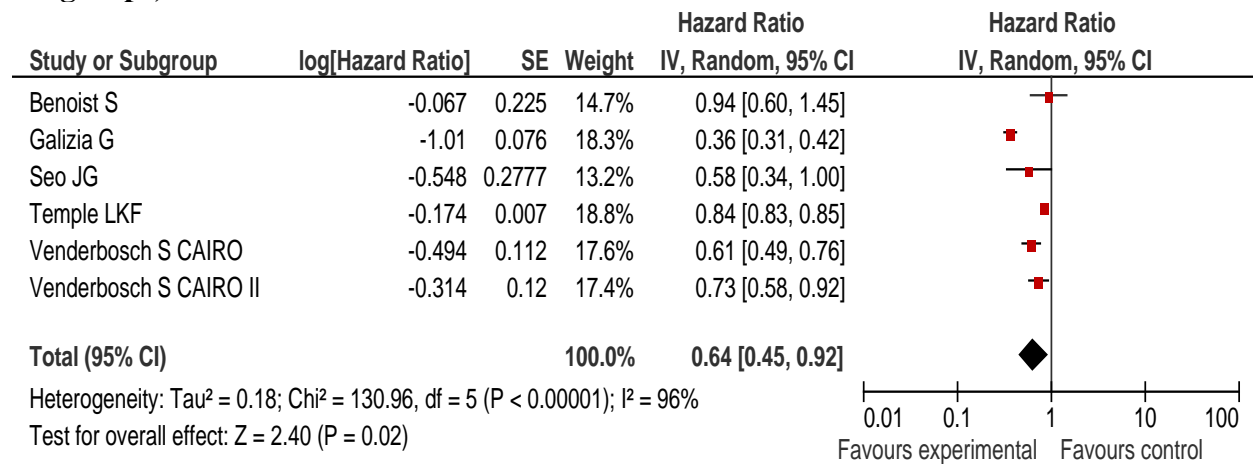 Hazard Ratio Hazard Ratio
Study or Subgroup log[Hazard Ratio] SE Weight IV, Random, 95% CI IV, Random, 95% CI
Benoist S -0.067 0.225 14.7% 0.94 [0.60, 1.45]
Galizia G -1.01 0.076 18.3% 0.36 [0.31, 0.42]
Seo JG -0.548 0.2777 13.2% 0.58 [0.34, 1.00]
Temple LKF -0.174 0.007 18.8% 0.84 [0.83, 0.85]
Venderbosch S CAIRO -0.494 0.112 17.6% 0.61 [0.49, 0.76]
Venderbosch S CAIRO II -0.314 0.12 17.4% 0.73 [0.58, 0.92]
Total (95% CI) 100.0% 0.64 [0.45, 0.92]
Heterogeneity: Tau² = 0.18; Chi² = 130.96, df = 5 (P < 0.00001); I² = 96%
Test for overall effect: Z = 2.40 (P = 0.02)
0.01 0.1 1 10 100
Favours experimental Favours control